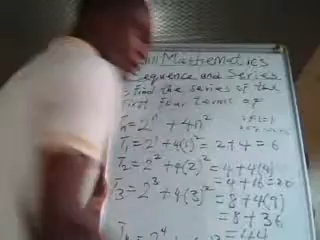 Mathematics
Sequence and Series
Find the series of the
First Four terms of
Tn = 2ⁿ + 4n²
T₁ = 2¹ + 4(1)² = 2 + 4 = 6
T₂ = 2² + 4(2)² = 4 + 4(4)
= 4 + 16 = 20
T₃ = 2³ + 4(3)² = 8 + 4(9)
= 8 + 36
= 44